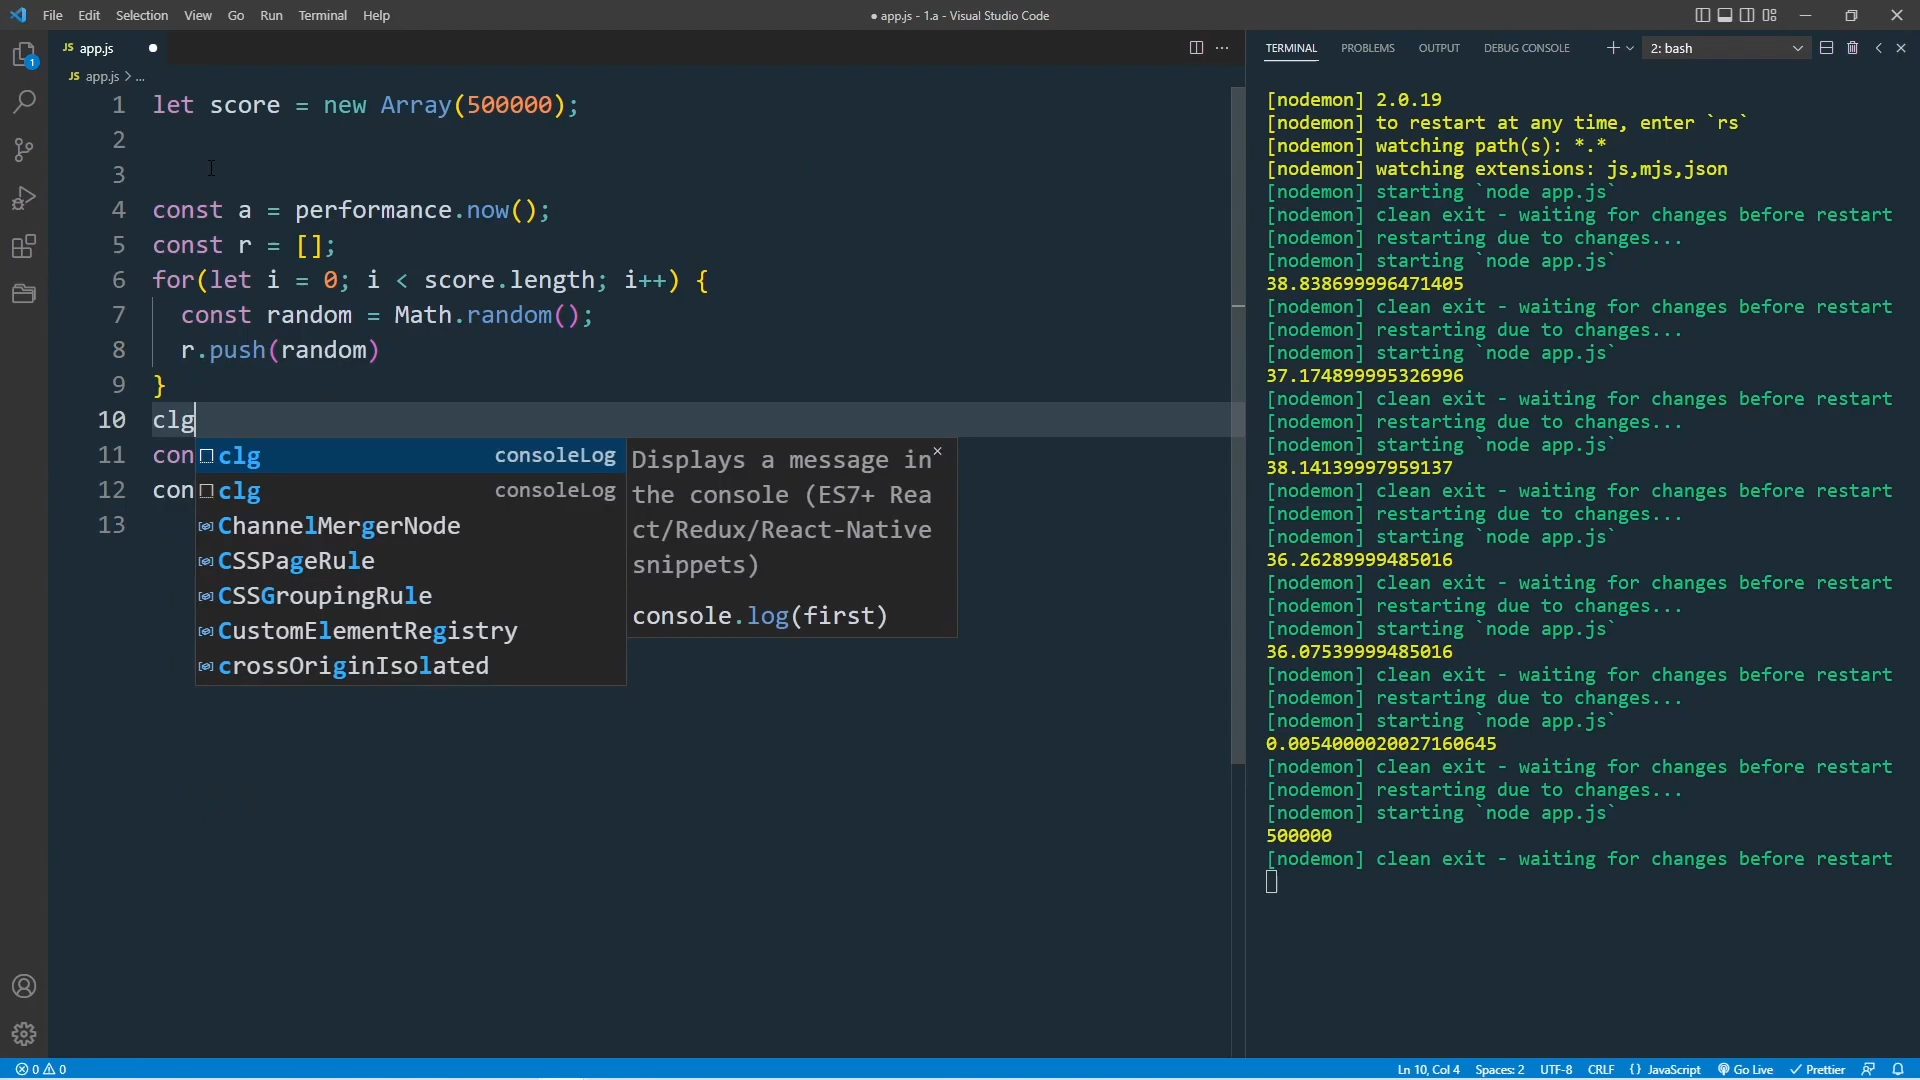 File Edit Selection View Go Run Terminal Help
● app.js - 1.a - Visual Studio Code
JS app.js ●
JS app.js > ...
1 let score = new Array(500000);
2
3
4 const a = performance.now();
5 const r = [];
6 for(let i = 0; i < score.length; i++) {
7 const random = Math.random();
8 r.push(random)
9 }
10 clg
11 con
12 con
13
clg consoleLog
clg consoleLog
ChannelMergerNode
CSSPageRule
CSSGroupingRule
CustomElementRegistry
crossOriginIsolated
Displays a message in
the console (ES7+ Rea
ct/Redux/React-Native
snippets)
console.log(first)
TERMINAL PROBLEMS OUTPUT DEBUG CONSOLE 2: bash
[nodemon] 2.0.19
[nodemon] to restart at any time, enter `rs`
[nodemon] watching path(s): *.*
[nodemon] watching extensions: js,mjs,json
[nodemon] starting `node app.js`
[nodemon] clean exit - waiting for changes before restart
[nodemon] restarting due to changes...
[nodemon] starting `node app.js`
38.838699996471405
[nodemon] clean exit - waiting for changes before restart
[nodemon] restarting due to changes...
[nodemon] starting `node app.js`
37.174899995326996
[nodemon] clean exit - waiting for changes before restart
[nodemon] restarting due to changes...
[nodemon] starting `node app.js`
38.14139997959137
[nodemon] clean exit - waiting for changes before restart
[nodemon] restarting due to changes...
[nodemon] starting `node app.js`
36.26289999485016
[nodemon] clean exit - waiting for changes before restart
[nodemon] restarting due to changes...
[nodemon] starting `node app.js`
36.07539999485016
[nodemon] clean exit - waiting for changes before restart
[nodemon] restarting due to changes...
[nodemon] starting `node app.js`
0.0054000020027160645
[nodemon] clean exit - waiting for changes before restart
[nodemon] restarting due to changes...
[nodemon] starting `node app.js`
500000
[nodemon] clean exit - waiting for changes before restart
1
0 0
Ln 10, Col 4 Spaces: 2 UTF-8 CRLF {} JavaScript Go Live Prettier